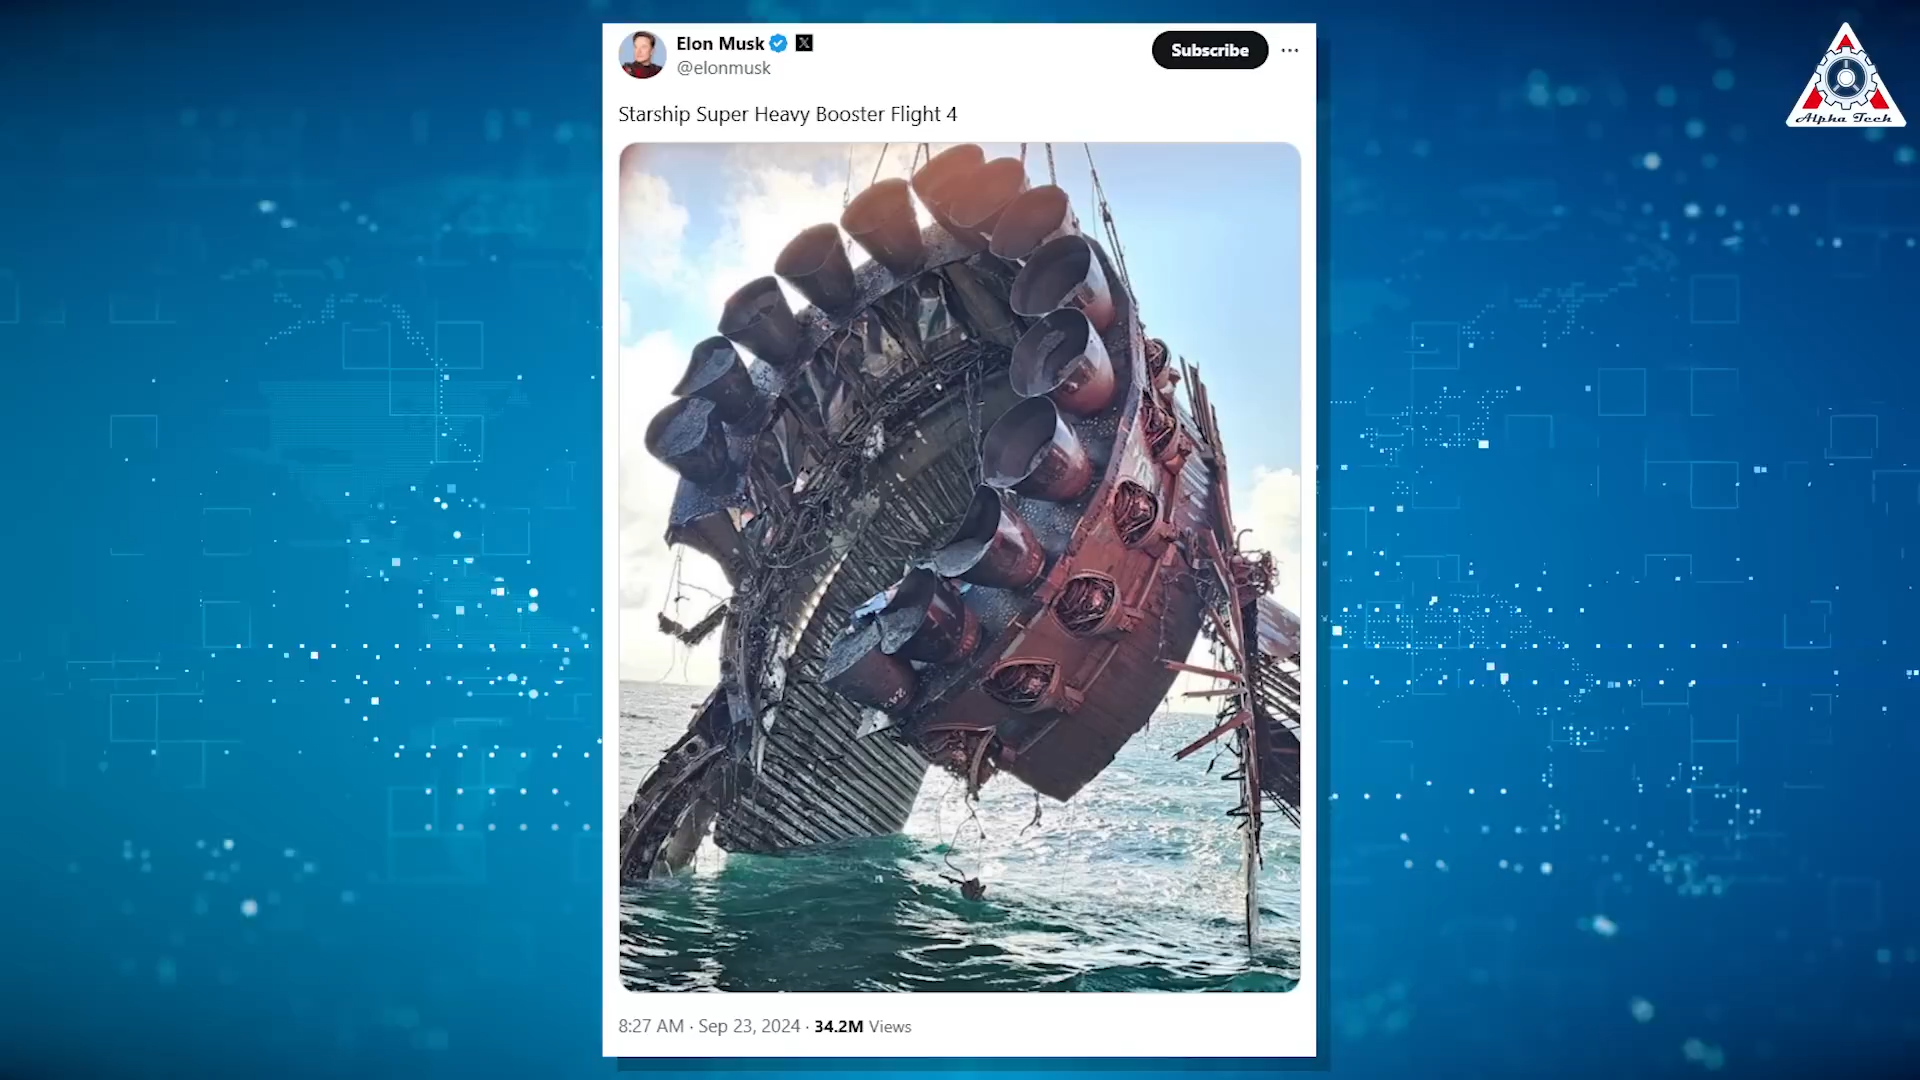 Elon Musk
@elonmusk
Subscribe
Starship Super Heavy Booster Flight 4
8:27 AM · Sep 23, 2024 · 34.2M Views
Alpha Tech